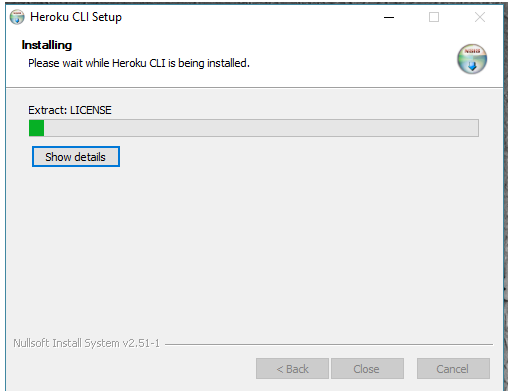 Heroku CLI Setup
Installing
Please wait while Heroku CLI is being installed.
Extract: LICENSE
Show details
Nullsoft Install System v2.51-1
< Back
Close
Cancel